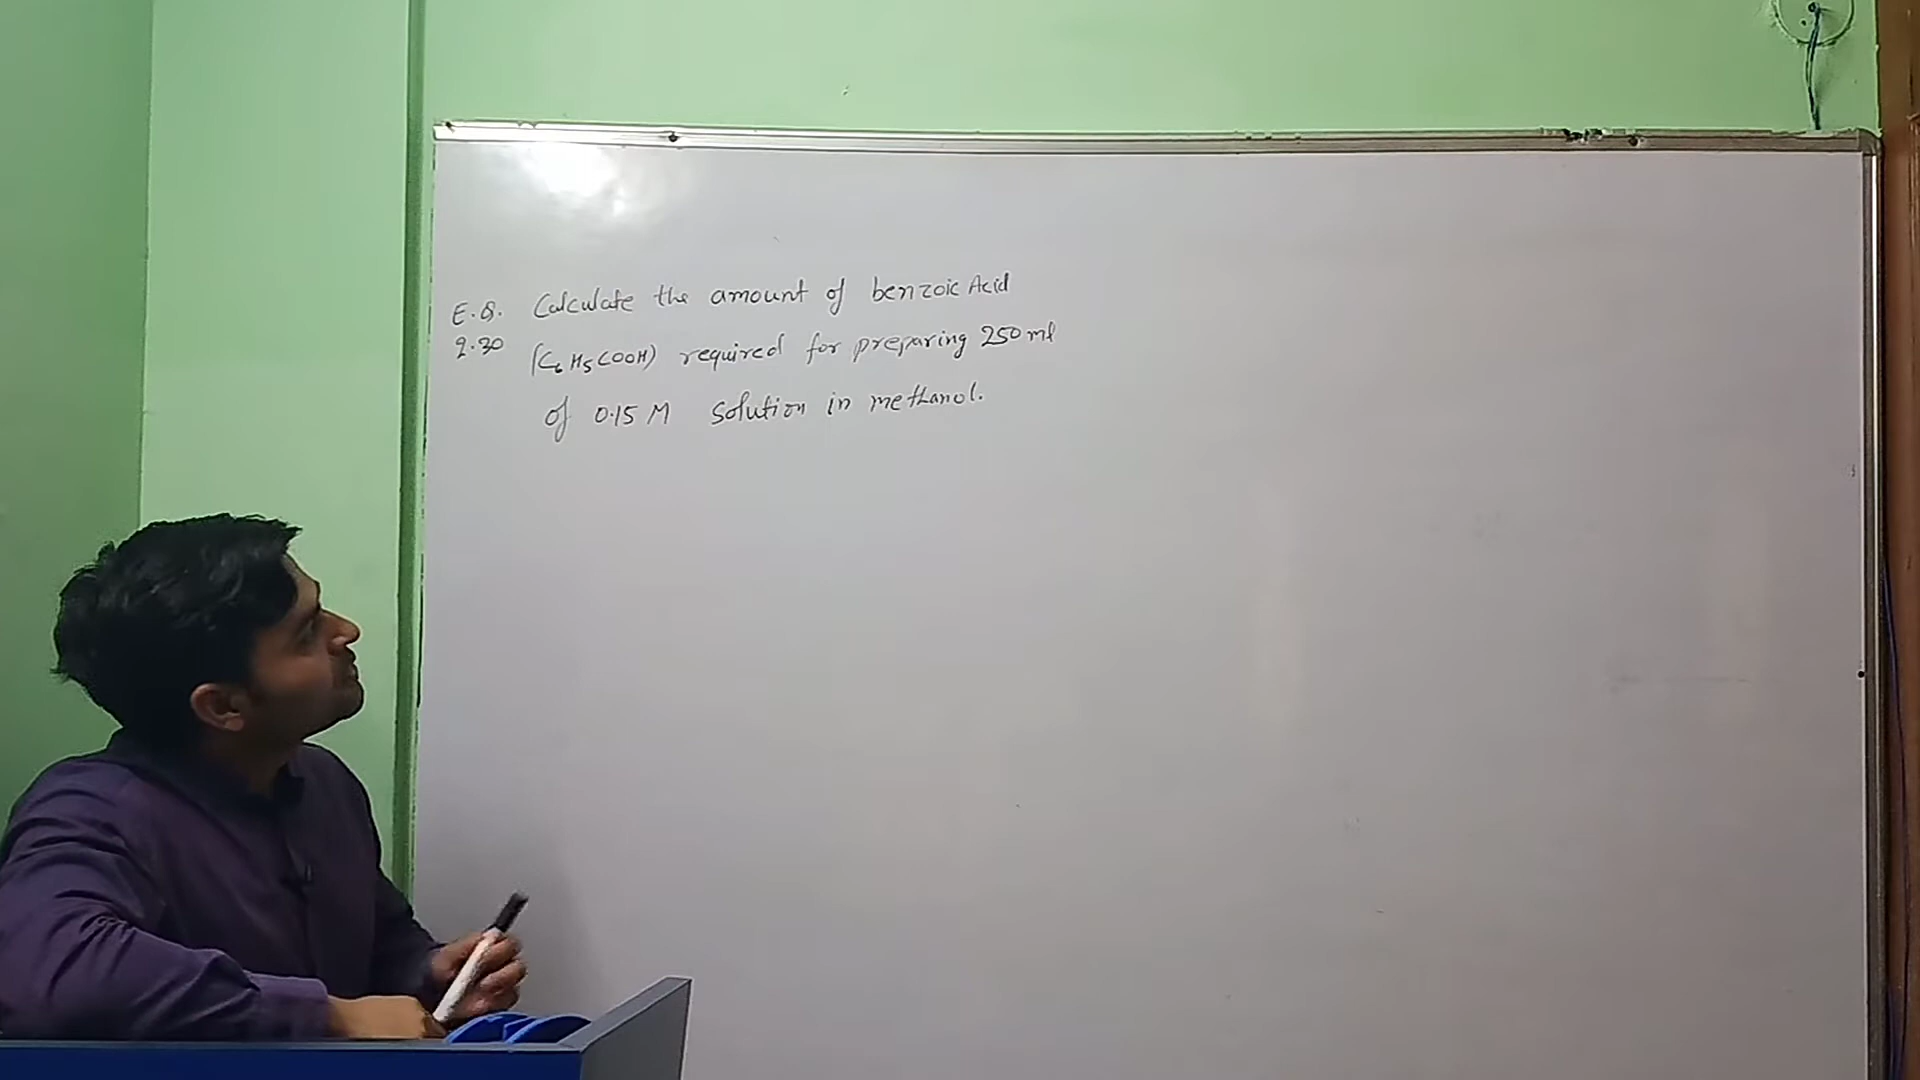 E.Q. Calculate the amount of benzoic Acid
2.30 (C6H5COOH) required for preparing 250 ml
of 0.15 M Solution in methanol.